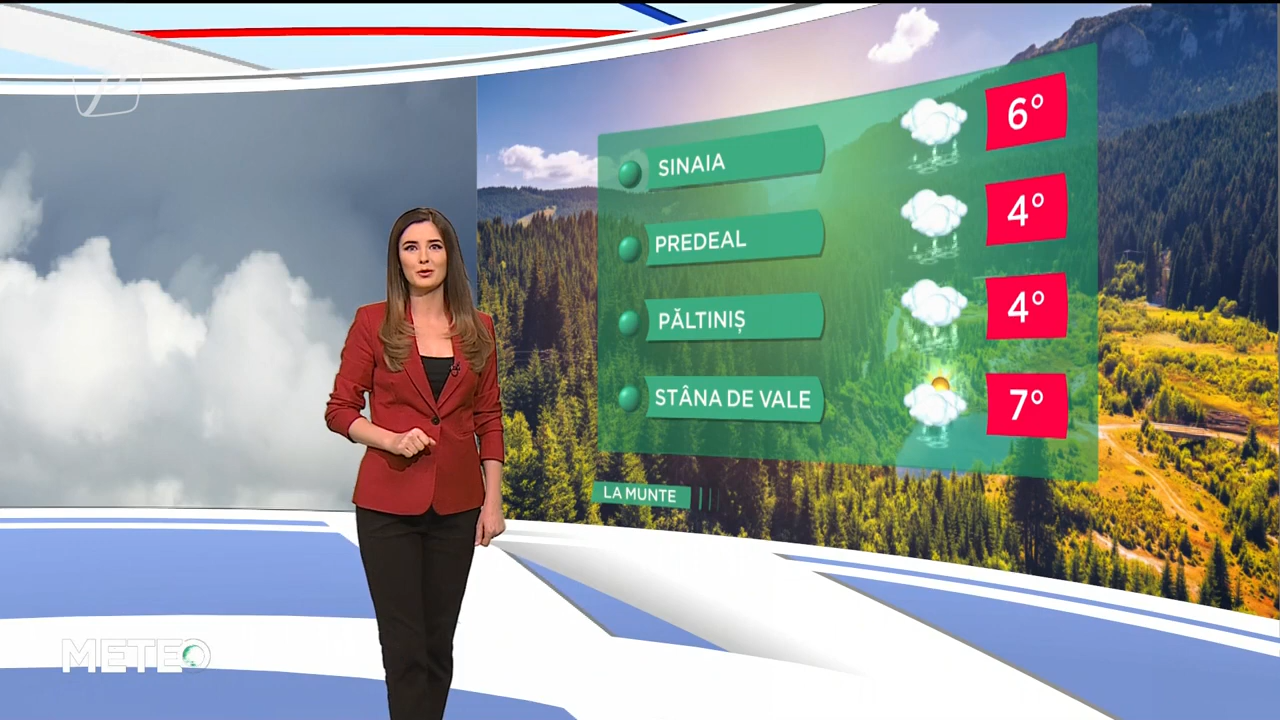 SINAIA
6°
PREDEAL
4°
PĂLTINIȘ
4°
STÂNA DE VALE
7°
LA MUNTE
METEO